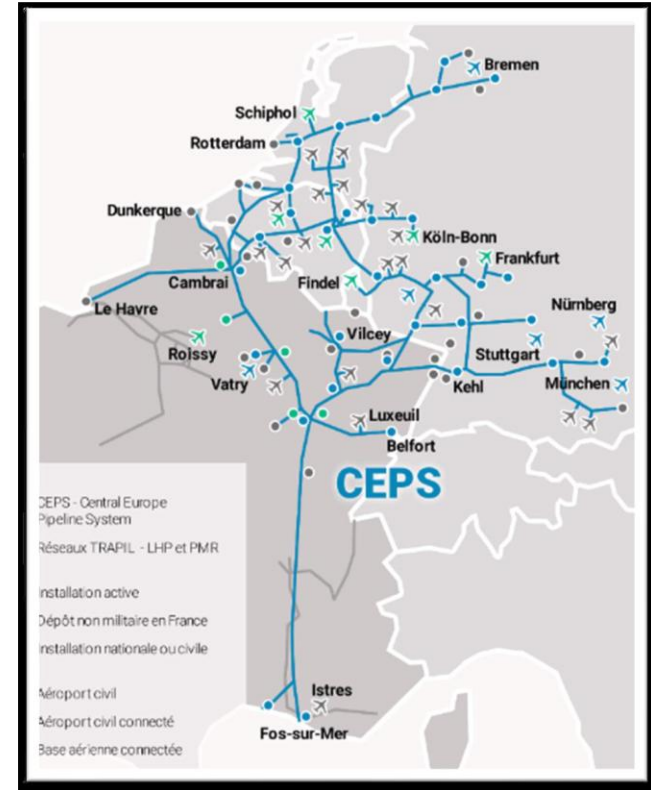 Bremen
Schiphol
Rotterdam
Dunkerque
Köln-Bonn
Frankfurt
Cambrai
Findel
Le Havre
Nürnberg
Vilcey
Roissy
Stuttgart
Vatry
Kehl
München
Luxeuil
Belfort
CEPS
CEPS - Central Europe
Pipeline System
Réseaux TRAPIL - LHP et PMR
Installation active
Dépôt non militaire en France
Installation nationale ou civile
Aéroport civil
Aéroport civil connecté
Base aérienne connectée
Istres
Fos-sur-Mer